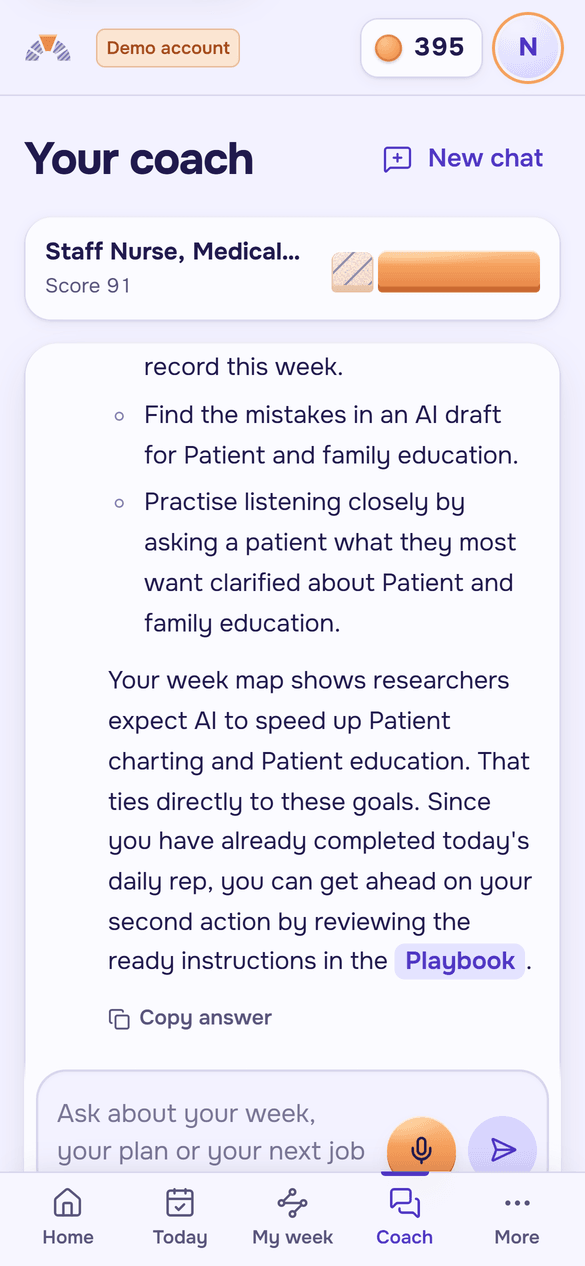 Demo account
395
N
Your coach
New chat
Staff Nurse, Medical...
Score 91
record this week.
Find the mistakes in an AI draft
for Patient and family education.
Practise listening closely by
asking a patient what they most
want clarified about Patient and
family education.
Your week map shows researchers
expect AI to speed up Patient
charting and Patient education. That
ties directly to these goals. Since
you have already completed today's
daily rep, you can get ahead on your
second action by reviewing the
ready instructions in the Playbook.
Copy answer
Ask about your week,
your plan or your next job
Home
Today
My week
Coach
More